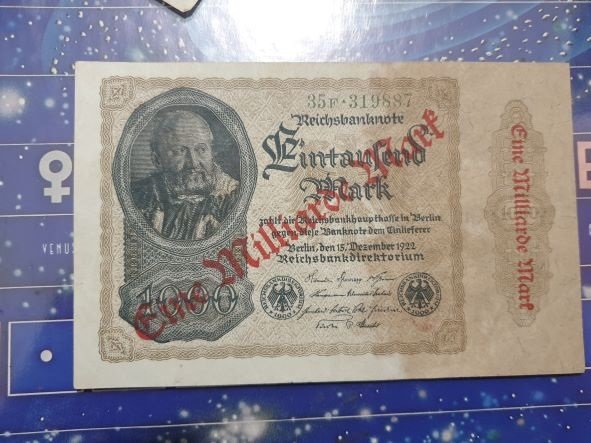 35F·319887
Reichsbanknote
Eintausend
Mark
zahlt die Reichsbankhauptkasse in Berlin
gegen diese Banknote dem Einlieferer
Berlin, den 15. Dezember 1922
Reichsbankdirektorium
1000
Eine Milliarde Mark
Eine Milliarde Mark
VENUS